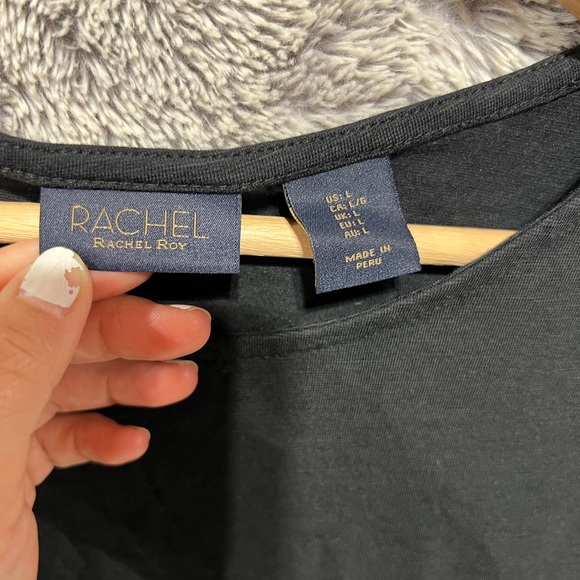 RACHEL
RACHEL ROY
US: L
CA: L/G
UK: L
EU: L
AU: L
MADE IN
PERU